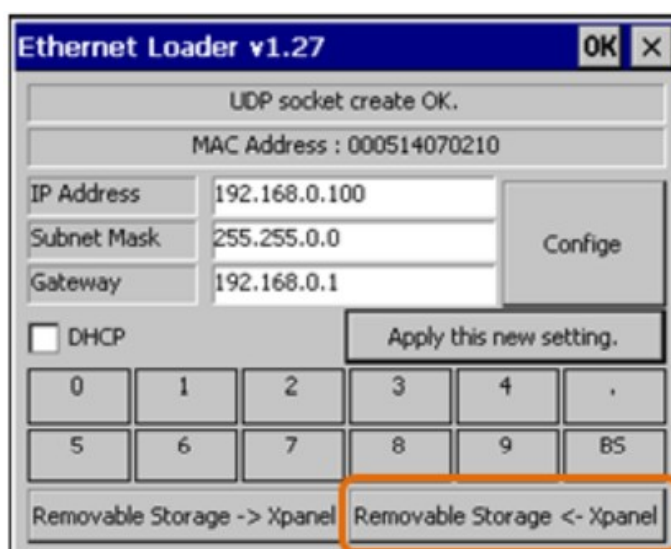 Ethernet Loader v1.27 OK ×
UDP socket create OK.
MAC Address : 000514070210
IP Address 192.168.0.100
Subnet Mask 255.255.0.0
Confige
Gateway 192.168.0.1
DHCP Apply this new setting.
0 1 2 3 4 .
5 6 7 8 9 BS
Removable Storage -> Xpanel Removable Storage <- Xpanel